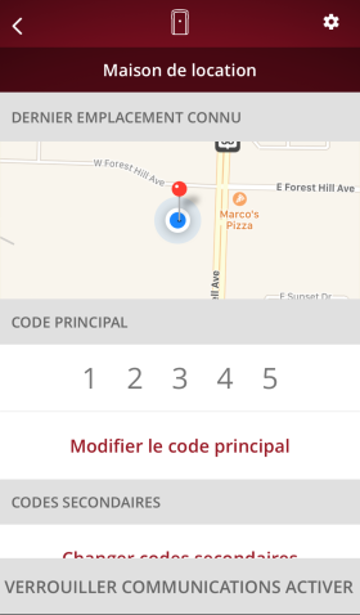 Maison de location
DERNIER EMPLACEMENT CONNU
W Forest Hill Ave
E Forest Hill Ave
Marco's
Pizza
ell Ave
E Sunset Dr
CODE PRINCIPAL
1 2 3 4 5
Modifier le code principal
CODES SECONDAIRES
Changer codes secondaires
VERROUILLER COMMUNICATIONS ACTIVER